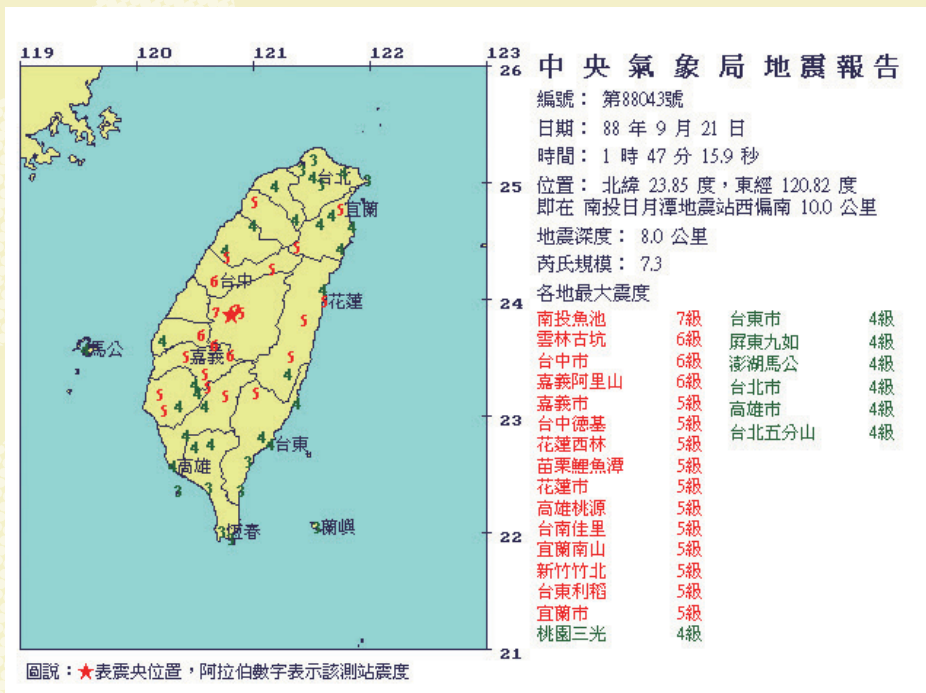 119 120 121 122 123
26
25
24
23
22
21
台北
宜蘭
台中
花蓮
馬公
嘉義
台東
高雄
恆春
蘭嶼
圖說：★表震央位置，阿拉伯數字表示該測站震度
中央氣象局地震報告
編號： 第88043號
日期： 88 年 9 月 21 日
時間： 1 時 47 分 15.9 秒
位置： 北緯 23.85 度，東經 120.82 度
即在 南投日月潭地震站西偏南 10.0 公里
地震深度： 8.0 公里
芮氏規模： 7.3
各地最大震度
南投魚池 7級
雲林古坑 6級
台中市 6級
嘉義阿里山 6級
嘉義市 5級
台中德基 5級
花蓮西林 5級
苗栗鯉魚潭 5級
花蓮市 5級
高雄桃源 5級
台南佳里 5級
宜蘭南山 5級
新竹竹北 5級
台東利稻 5級
宜蘭市 5級
桃園三光 4級
台東市 4級
屏東九如 4級
澎湖馬公 4級
台北市 4級
高雄市 4級
台北五分山 4級